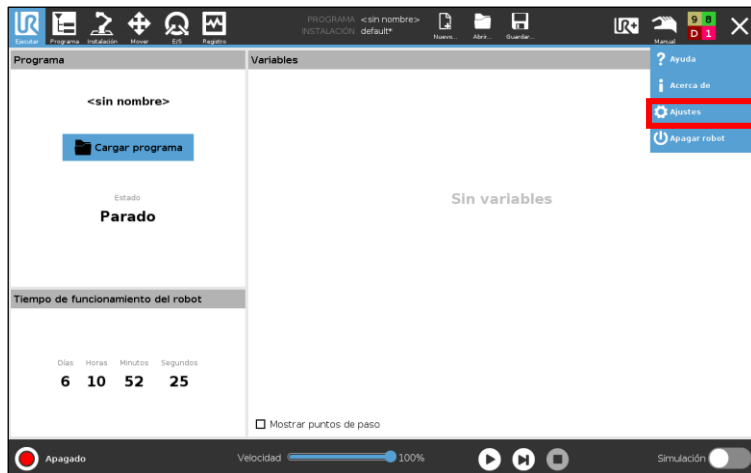 UR
Ejecutar Programa Instalación Mover E/S Registro
PROGRAMA <sin nombre>
INSTALACIÓN default*
Nuevo... Abrir... Guardar...
UR+
Manual
9 8
D 1
Programa
Variables
? Ayuda
i Acerca de
Ajustes
Apagar robot
<sin nombre>
Cargar programa
Estado
Parado
Sin variables
Tiempo de funcionamiento del robot
Días Horas Minutos Segundos
6 10 52 25
Mostrar puntos de paso
Apagado
Velocidad 100%
Simulación